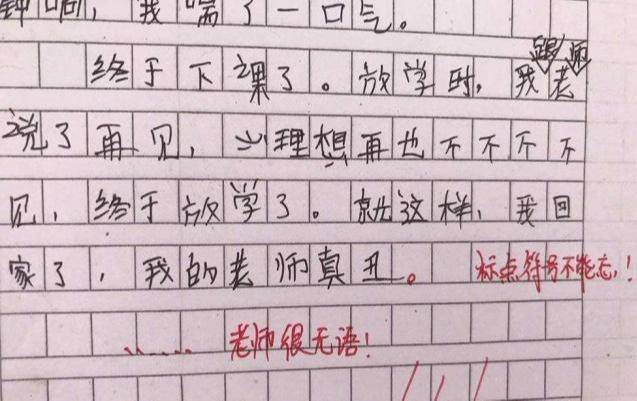 钟响，我喘了一口气。
终于下课了。放学时，我跟老师
说了再见，心理想再也不不不不
见，终于放学了。就这样，我回
家了，我的老师真丑。 标点符号不能忘！
...... 老师很无语！